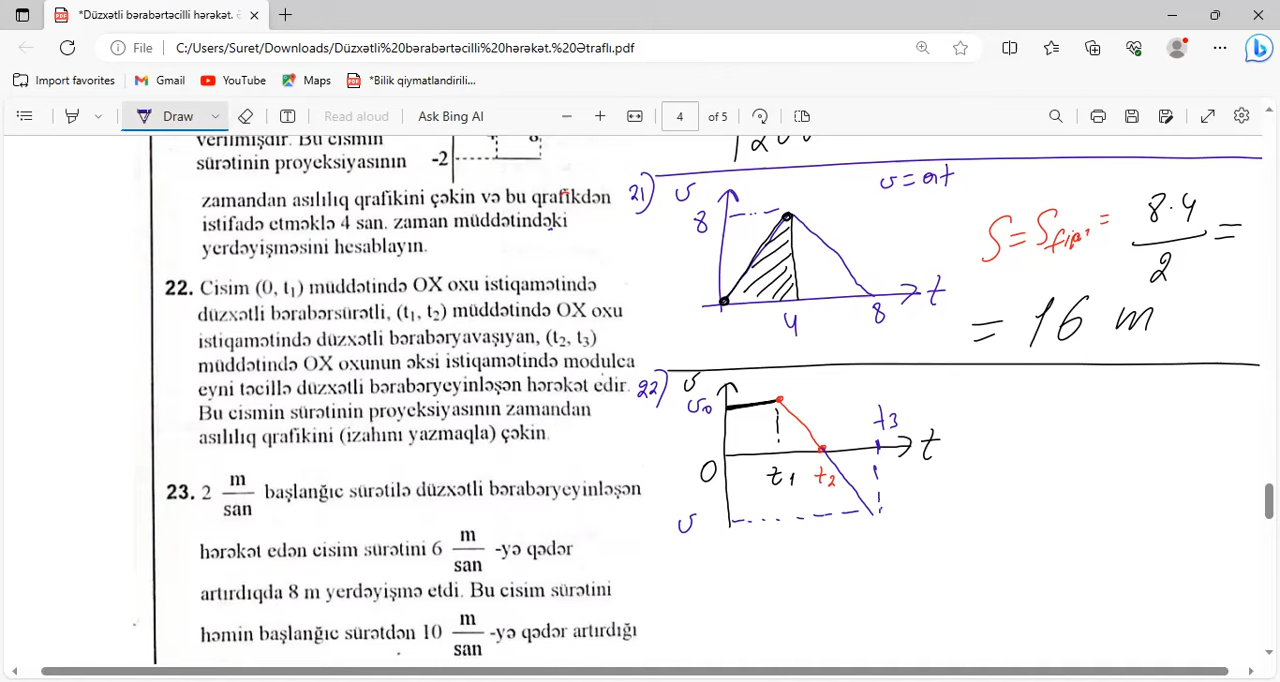 *Düzxətli bərabərtəcilli hərəkət. Ə
File
C:/Users/Suret/Downloads/Düzxətli%20bərabərtəcilli%20hərəkət.%20Ətraflı.pdf
Import favorites
Gmail
YouTube
Maps
*Bilik qiymatlandirili...
Draw
Read aloud
Ask Bing AI
4
of 5
verilmişdir. Bu cismin
sürətinin proyeksiyasının
-2
zamandan asılılıq qrafikini çəkin və bu qrafikdən
istifadə etməklə 4 san. zaman müddətindəki
yerdəyişməsini hesablayın.
22. Cisim (0, t₁) müddətində OX oxu istiqamətində
düzxətli bərabərsürətli, (t₁, t₂) müddətində OX oxu
istiqamətində düzxətli bərabəryavaşıyan, (t₂, t₃)
müddətində OX oxunun əksi istiqamətində modulca
eyni təcillə düzxətli bərabəryeyinləşən hərəkət edir.
Bu cismin sürətinin proyeksiyasının zamandan
asılılıq qrafikini (izahını yazmaqla) çəkin.
23. 2 m/san başlanğıc sürətilə düzxətli bərabəryeyinləşən
hərəkət edən cisim sürətini 6 m/san -yə qədər
artırdıqda 8 m yerdəyişmə etdi. Bu cisim sürətini
həmin başlanğıc sürətdən 10 m/san -yə qədər artırdığı
1200
21)
υ
υ = at
8
4
8
t
S = Sfiq. = 8·4/2 =
= 16 m
22)
υ
υ₀
0
t₁
t₂
t₃
t
υ